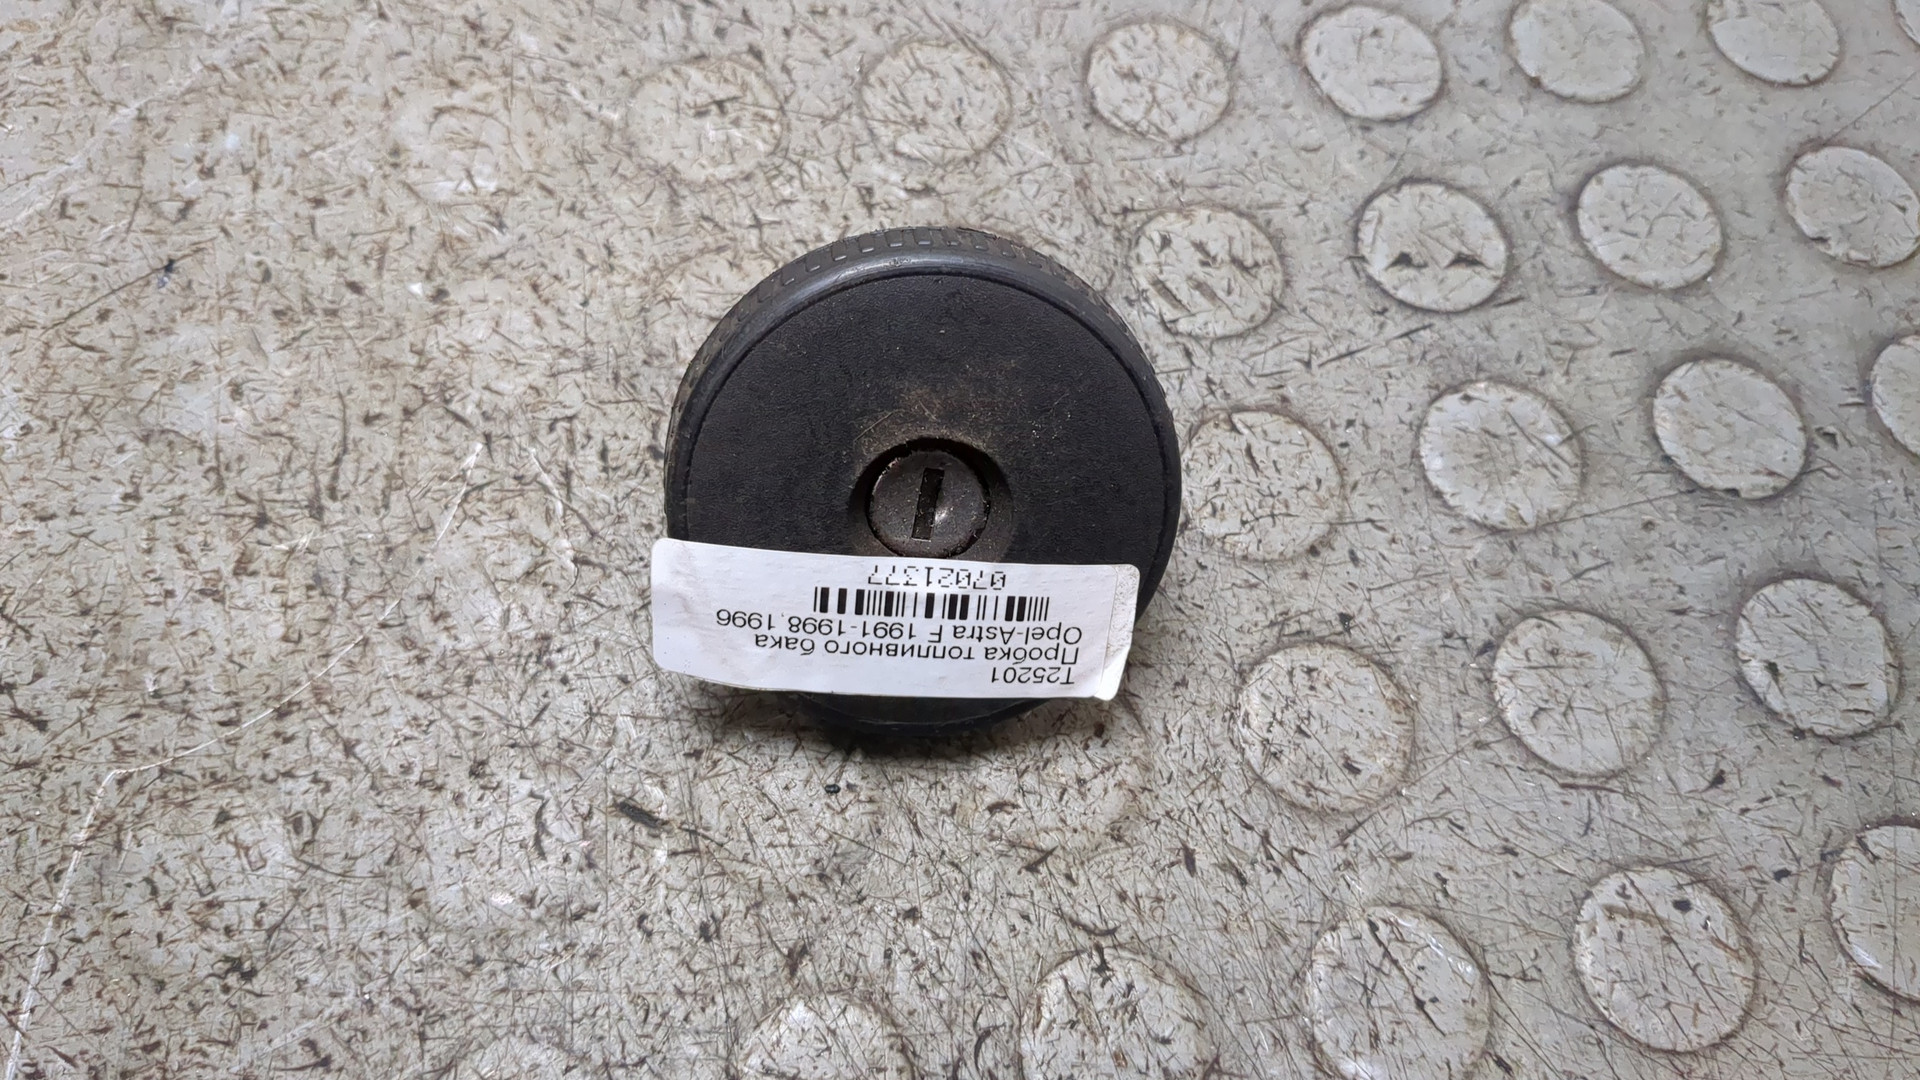 T25201
Пробка топливного бака
Opel-Astra F 1991-1998, 1996
07021377